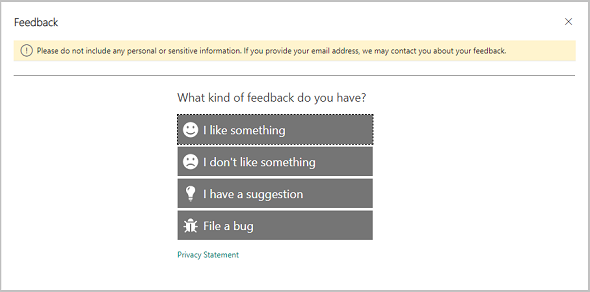 Feedback
Please do not include any personal or sensitive information. If you provide your email address, we may contact you about your feedback.
What kind of feedback do you have?
I like something
I don't like something
I have a suggestion
File a bug
Privacy Statement